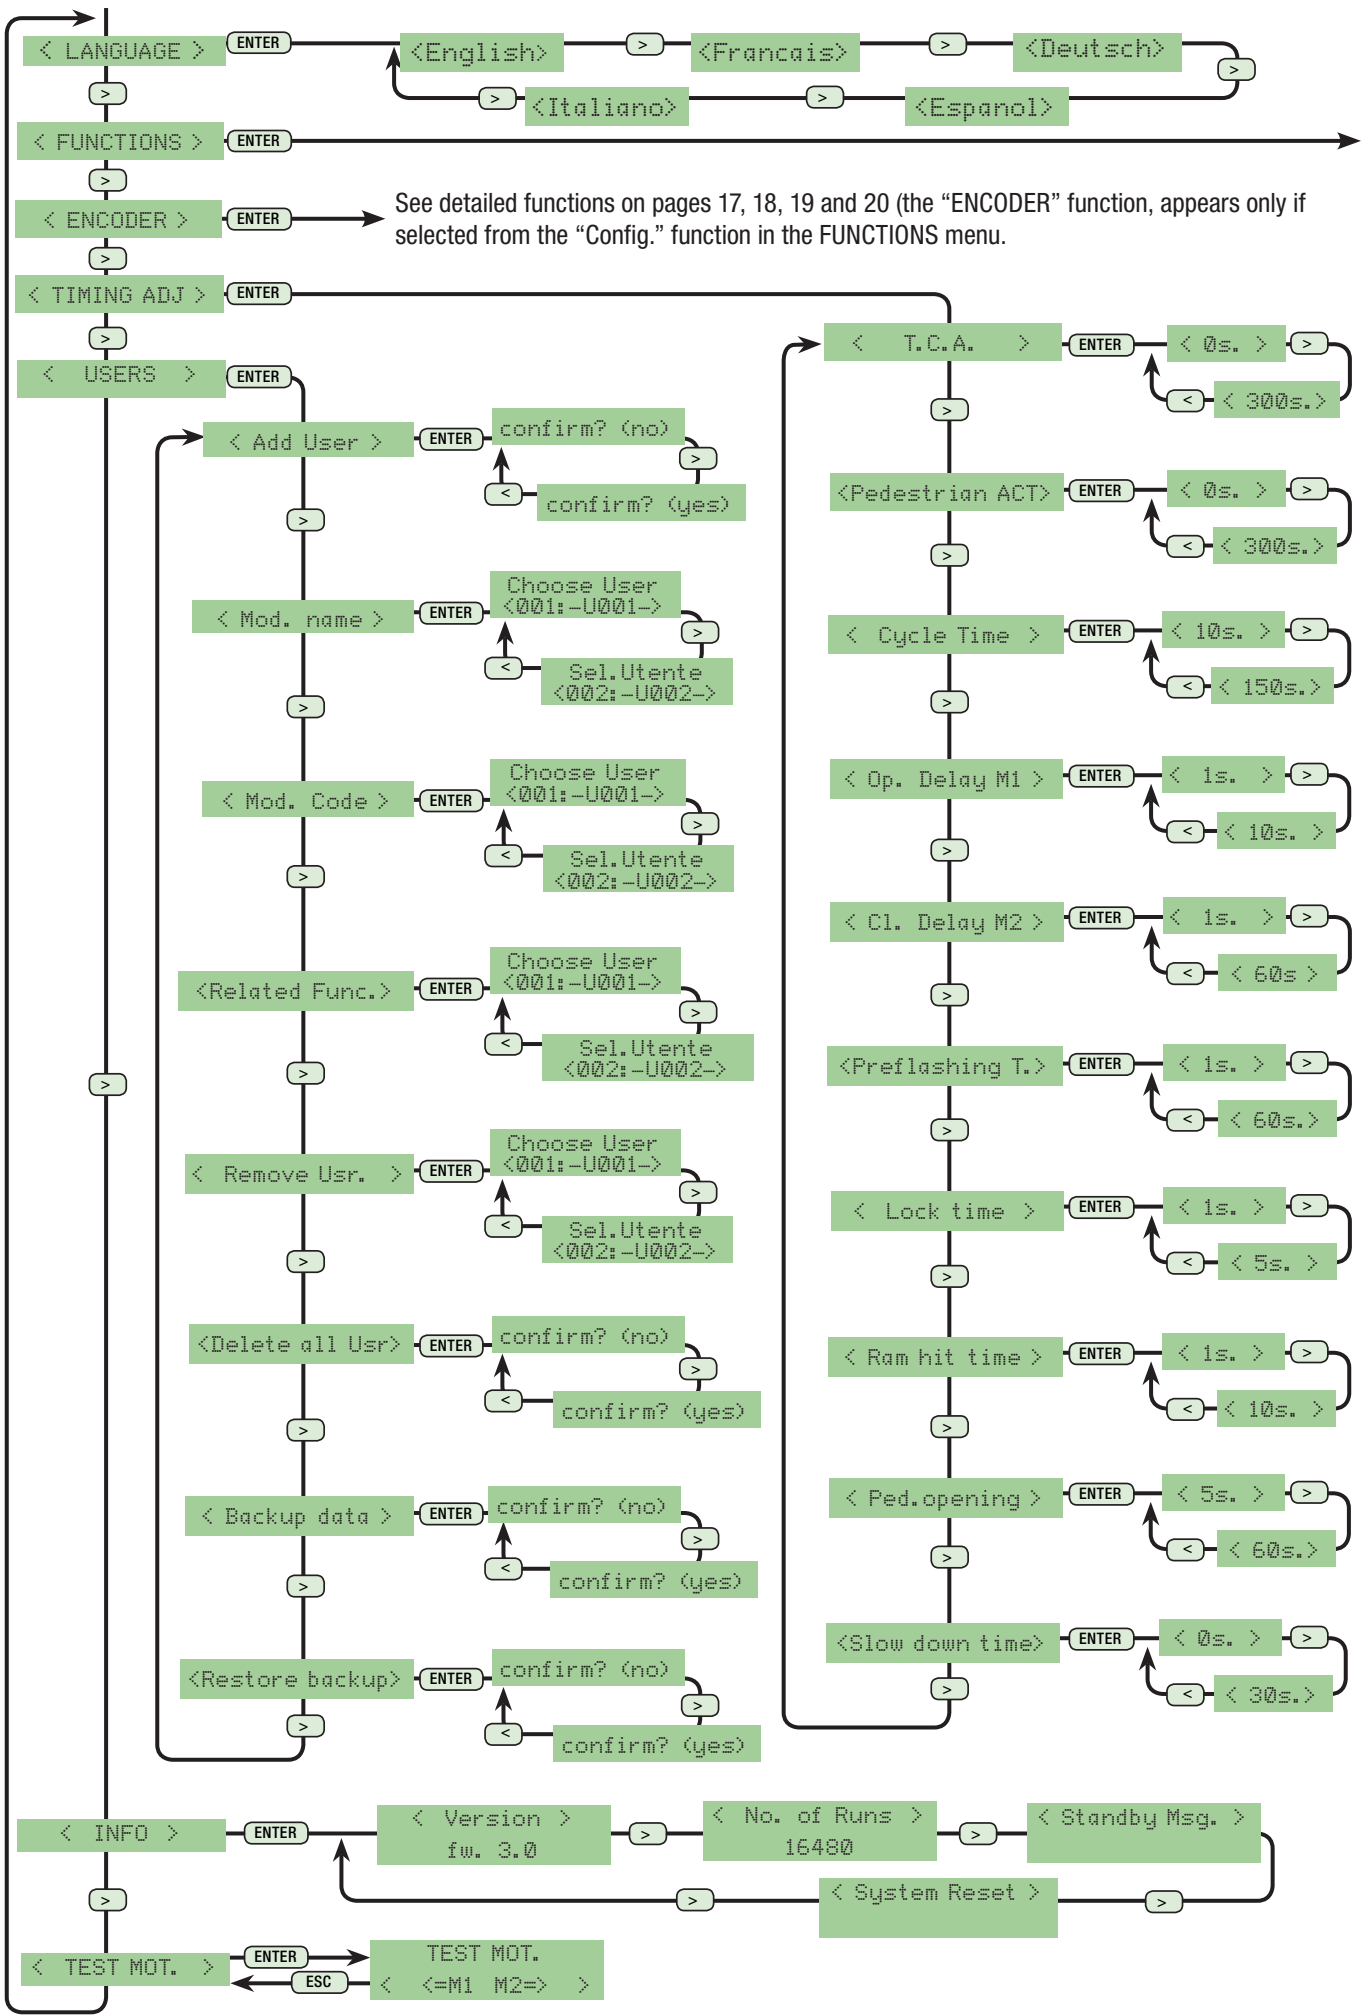 < LANGUAGE > ENTER <English> > <Francais> > <Deutsch> >
> > <Italiano> > <Espanol>
< FUNCTIONS > ENTER
>
< ENCODER > ENTER
See detailed functions on pages 17, 18, 19 and 20 (the “ENCODER” function, appears only if
selected from the “Config.” function in the FUNCTIONS menu.
>
< TIMING ADJ > ENTER
>
< USERS > ENTER
< Add User > ENTER confirm? (no) >
< confirm? (yes)
>
< Mod. name > ENTER Choose User
<001:-U001-> >
< Sel.Utente
<002:-U002->
>
< Mod. Code > ENTER Choose User
<001:-U001-> >
< Sel.Utente
<002:-U002->
>
<Related Func.> ENTER Choose User
<001:-U001-> >
< Sel.Utente
<002:-U002->
>
>
< Remove Usr. > ENTER Choose User
<001:-U001-> >
< Sel.Utente
<002:-U002->
>
<Delete all Usr> ENTER confirm? (no) >
< confirm? (yes)
>
< Backup data > ENTER confirm? (no) >
< confirm? (yes)
>
<Restore backup> ENTER confirm? (no) >
< confirm? (yes)
>
< T.C.A. > ENTER < 0s. > >
< < 300s.>
>
<Pedestrian ACT> ENTER < 0s. > >
< < 300s.>
>
< Cycle Time > ENTER < 10s. > >
< < 150s.>
>
< Op. Delay M1 > ENTER < 1s. > >
< < 10s. >
>
< Cl. Delay M2 > ENTER < 1s. > >
< < 60s >
>
<Preflashing T.> ENTER < 1s. > >
< < 60s.>
>
< Lock time > ENTER < 1s. > >
< < 5s. >
>
< Ram hit time > ENTER < 1s. > >
< < 10s. >
>
< Ped.opening > ENTER < 5s. > >
< < 60s.>
>
<Slow down time> ENTER < 0s. > >
< < 30s.>
>
< INFO > ENTER < Version > > < No. of Runs > > < Standby Msg. >
fw. 3.0 16480
> > < System Reset > >
< TEST MOT. > ENTER TEST MOT.
ESC < <=M1 M2=> >